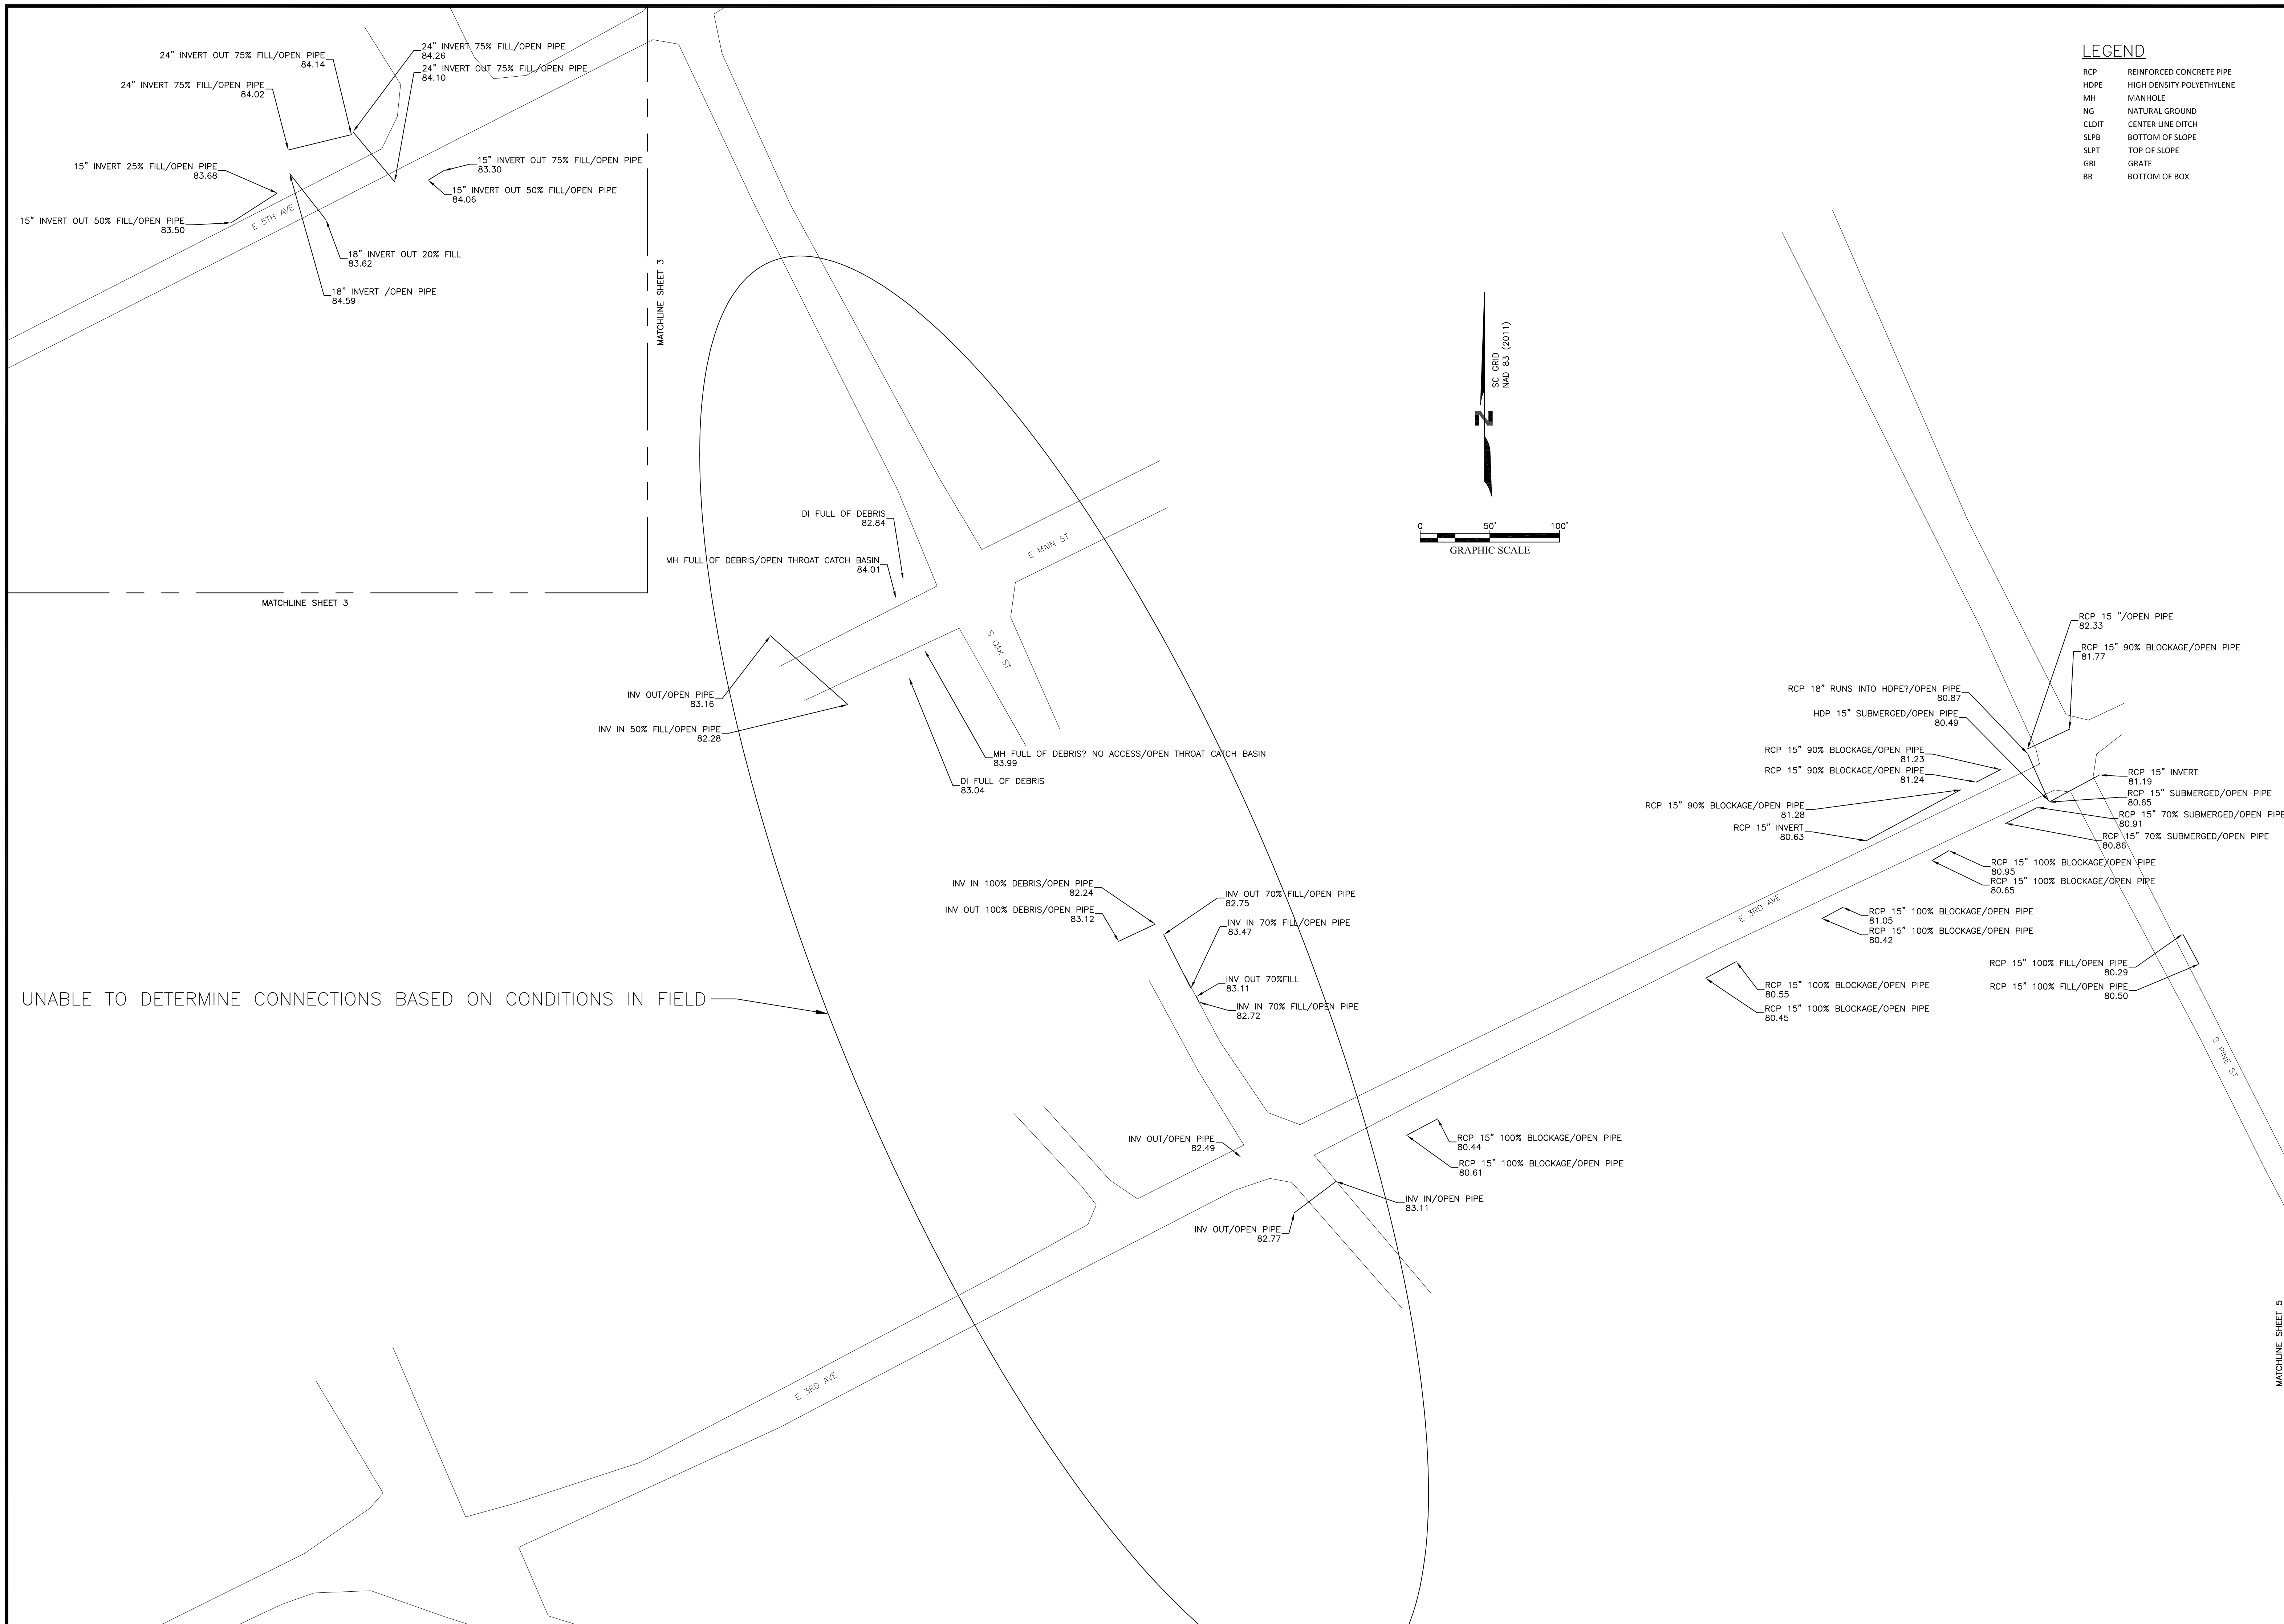 24" INVERT OUT 75% FILL/OPEN PIPE
84.14
24" INVERT 75% FILL/OPEN PIPE
84.26
24" INVERT OUT 75% FILL/OPEN PIPE
84.10
24" INVERT 75% FILL/OPEN PIPE
84.02
15" INVERT 25% FILL/OPEN PIPE
83.68
15" INVERT OUT 75% FILL/OPEN PIPE
83.30
15" INVERT OUT 50% FILL/OPEN PIPE
84.06
15" INVERT OUT 50% FILL/OPEN PIPE
83.50
E 5TH AVE
18" INVERT OUT 20% FILL
83.62
18" INVERT /OPEN PIPE
84.59
MATCHLINE SHEET 3
MATCHLINE SHEET 3
LEGEND
RCP REINFORCED CONCRETE PIPE
HDPE HIGH DENSITY POLYETHYLENE
MH MANHOLE
NG NATURAL GROUND
CLDIT CENTER LINE DITCH
SLPB BOTTOM OF SLOPE
SLPT TOP OF SLOPE
GRI GRATE
BB BOTTOM OF BOX
SC GRID
NAD 83 (2011)
N
0 50' 100'
GRAPHIC SCALE
DI FULL OF DEBRIS
82.84
MH FULL OF DEBRIS/OPEN THROAT CATCH BASIN
84.01
E MAIN ST
S OAK ST
INV OUT/OPEN PIPE
83.16
INV IN 50% FILL/OPEN PIPE
82.28
MH FULL OF DEBRIS? NO ACCESS/OPEN THROAT CATCH BASIN
83.99
DI FULL OF DEBRIS
83.04
RCP 15 "/OPEN PIPE
82.33
RCP 15" 90% BLOCKAGE/OPEN PIPE
81.77
RCP 18" RUNS INTO HDPE?/OPEN PIPE
80.87
HDP 15" SUBMERGED/OPEN PIPE
80.49
RCP 15" 90% BLOCKAGE/OPEN PIPE
81.23
RCP 15" 90% BLOCKAGE/OPEN PIPE
81.24
RCP 15" 90% BLOCKAGE/OPEN PIPE
81.28
RCP 15" INVERT
80.63
RCP 15" INVERT
81.19
RCP 15" SUBMERGED/OPEN PIPE
80.65
RCP 15" 70% SUBMERGED/OPEN PIPE
80.91
RCP 15" 70% SUBMERGED/OPEN PIPE
80.86
RCP 15" 100% BLOCKAGE/OPEN PIPE
80.95
RCP 15" 100% BLOCKAGE/OPEN PIPE
80.65
E 3RD AVE
RCP 15" 100% BLOCKAGE/OPEN PIPE
81.05
RCP 15" 100% BLOCKAGE/OPEN PIPE
80.42
RCP 15" 100% FILL/OPEN PIPE
80.29
RCP 15" 100% FILL/OPEN PIPE
80.50
RCP 15" 100% BLOCKAGE/OPEN PIPE
80.55
RCP 15" 100% BLOCKAGE/OPEN PIPE
80.45
S PINE ST
INV IN 100% DEBRIS/OPEN PIPE
82.24
INV OUT 100% DEBRIS/OPEN PIPE
83.12
INV OUT 70% FILL/OPEN PIPE
82.75
INV IN 70% FILL/OPEN PIPE
83.47
INV OUT 70%FILL
83.11
INV IN 70% FILL/OPEN PIPE
82.72
UNABLE TO DETERMINE CONNECTIONS BASED ON CONDITIONS IN FIELD
INV OUT/OPEN PIPE
82.49
RCP 15" 100% BLOCKAGE/OPEN PIPE
80.44
RCP 15" 100% BLOCKAGE/OPEN PIPE
80.61
INV IN/OPEN PIPE
83.11
INV OUT/OPEN PIPE
82.77
E 3RD AVE
MATCHLINE SHEET 5